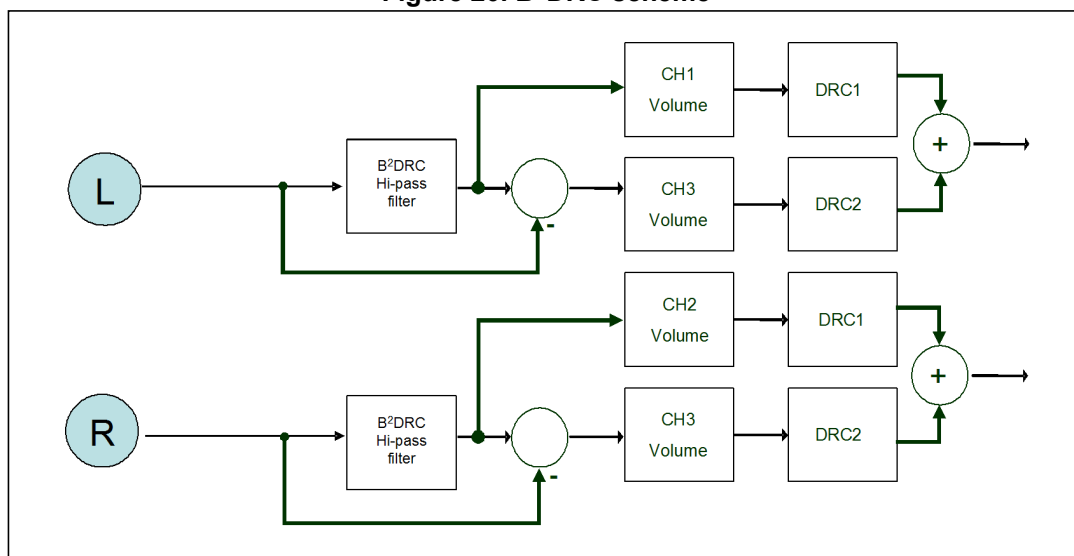 CH1
Volume
DRC1
+
L
B²DRC
Hi-pass
filter
-
CH3
Volume
DRC2
CH2
Volume
DRC1
+
R
B²DRC
Hi-pass
filter
-
CH3
Volume
DRC2